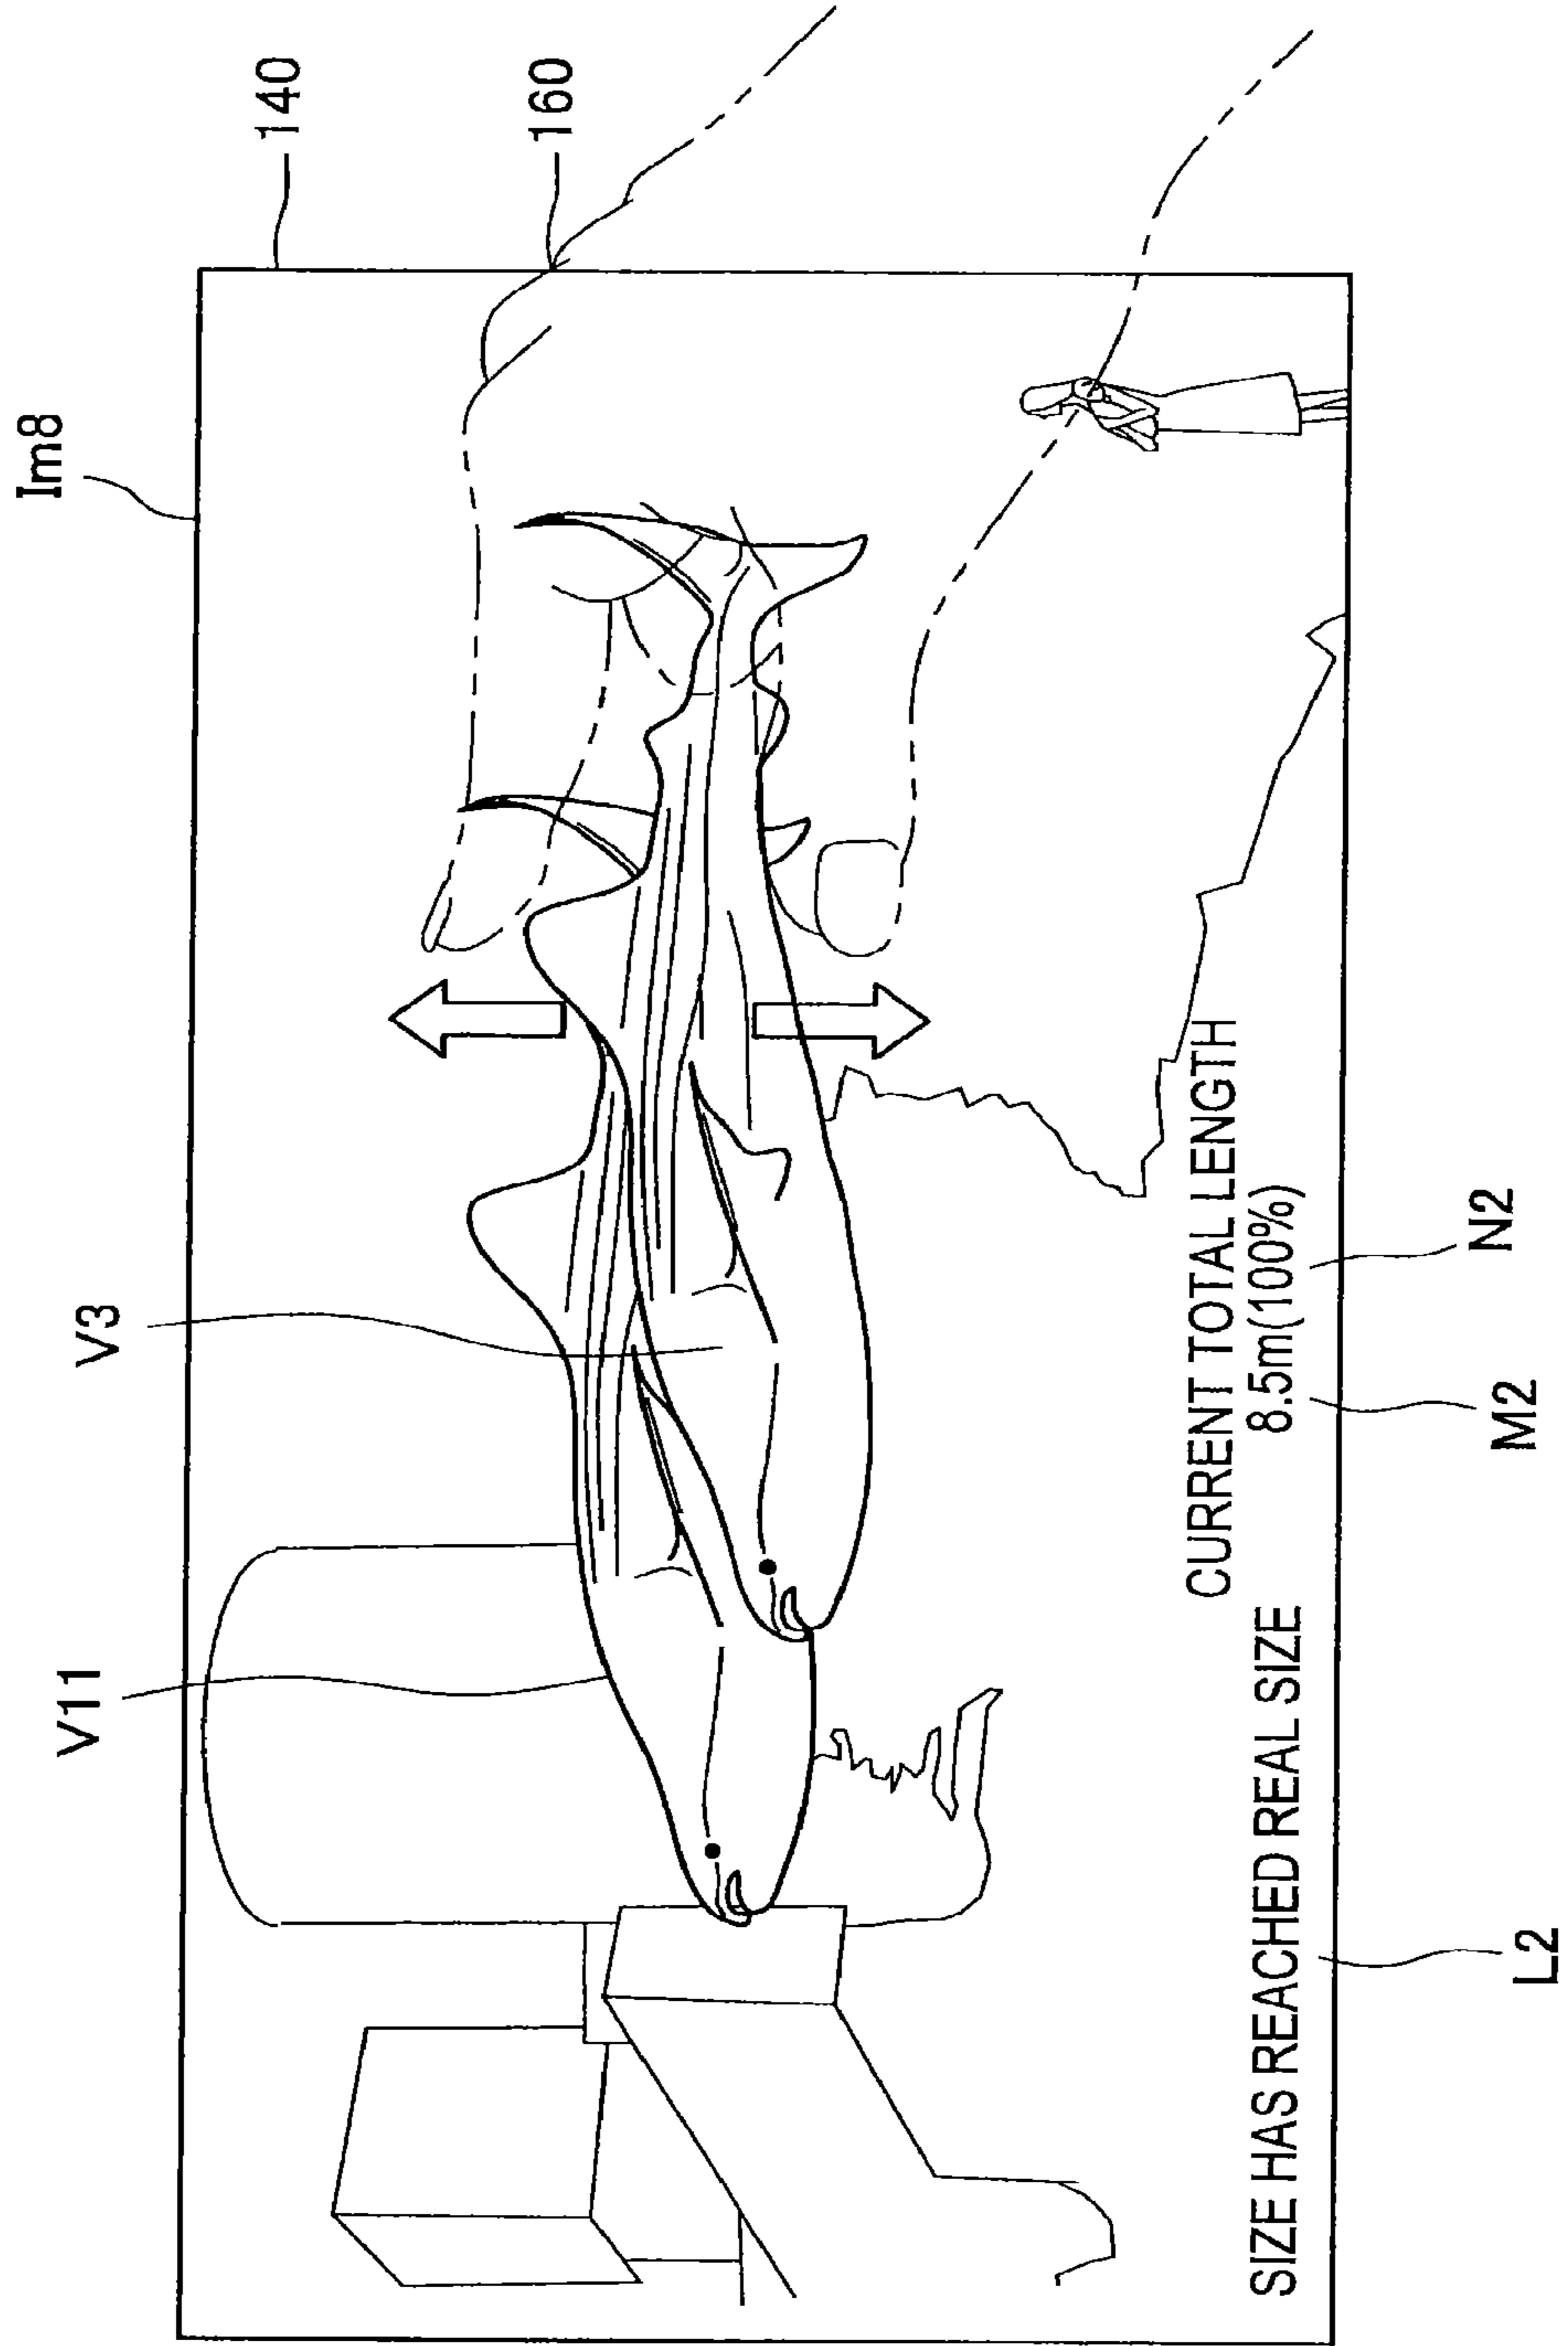 Im8
140
160
V3
V11
CURRENT TOTAL LENGTH
8.5m(100%)
SIZE HAS REACHED REAL SIZE
N2
M2
L2